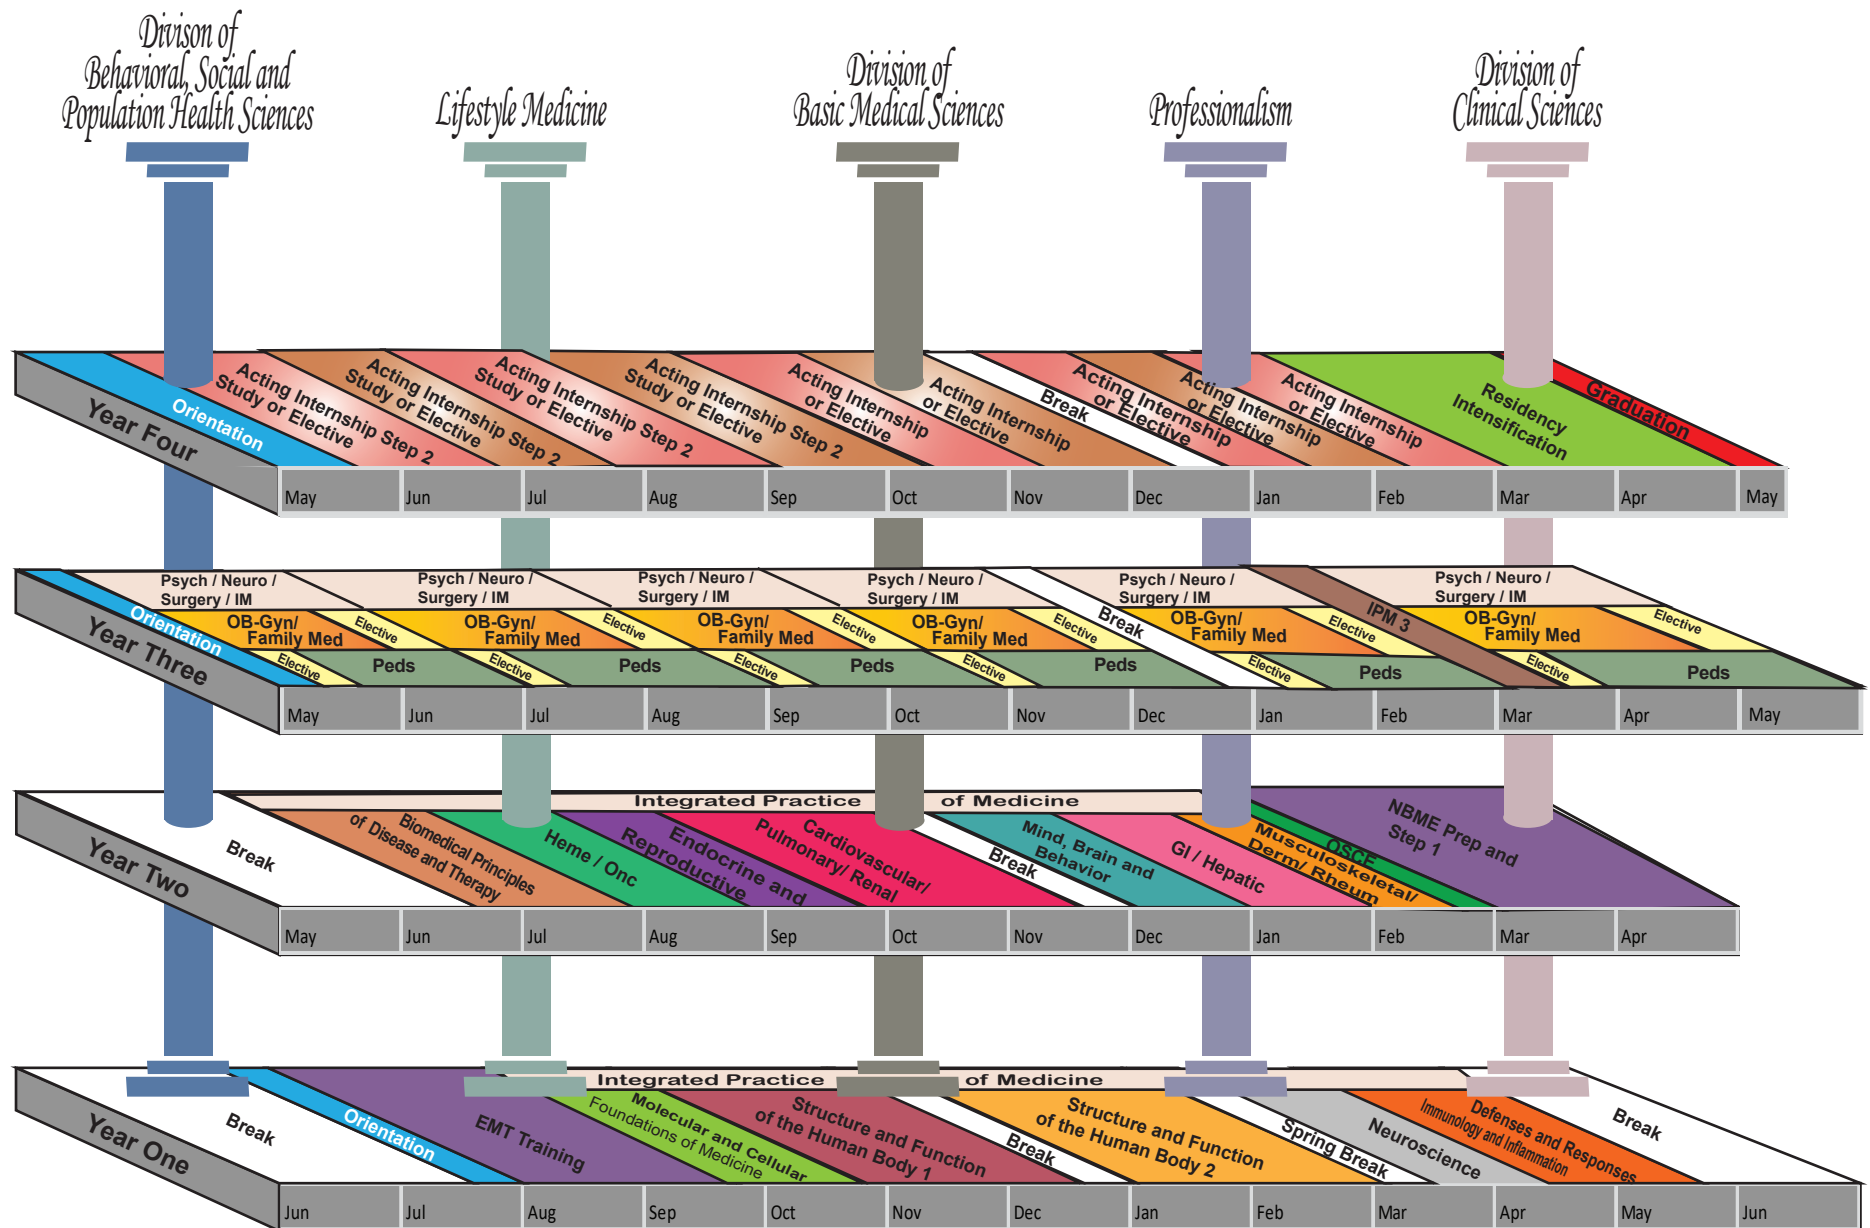 Divison of
Behavioral, Social and
Population Health Sciences
Lifestyle Medicine
Division of
Basic Medical Sciences
Professionalism
Division of
Clinical Sciences
Year Four
Orientation
Acting Internship Step 2
Study or Elective
Acting Internship Step 2
Study or Elective
Acting Internship Step 2
Study or Elective
Acting Internship Step 2
Study or Elective
Acting Internship
or Elective
Acting Internship
or Elective
Break
Acting Internship
or Elective
Acting Internship
or Elective
Acting Internship
or Elective
Residency
Intensification
Graduation
May Jun Jul Aug Sep Oct Nov Dec Jan Feb Mar Apr May
Year Three
Orientation
Psych / Neuro /
Surgery / IM
Psych / Neuro /
Surgery / IM
Psych / Neuro /
Surgery / IM
Psych / Neuro /
Surgery / IM
Break
Psych / Neuro /
Surgery / IM
IPM 3
Psych / Neuro /
Surgery / IM
OB-Gyn/
Family Med
Elective
OB-Gyn/
Family Med
Elective
OB-Gyn/
Family Med
Elective
OB-Gyn/
Family Med
Elective
OB-Gyn/
Family Med
Elective
OB-Gyn/
Family Med
Elective
Elective
Peds
Elective
Peds
Elective
Peds
Elective
Peds
Elective
Peds
Elective
Peds
May Jun Jul Aug Sep Oct Nov Dec Jan Feb Mar Apr May
Year Two
Break
Integrated Practice of Medicine
Biomedical Principles
of Disease and Therapy
Heme / Onc
Endocrine and
Reproductive
Cardiovascular/
Pulmonary/ Renal
Break
Mind, Brain and
Behavior
GI / Hepatic
Musculoskeletal/
Derm/ Rheum
OSCE
NBME Prep and
Step 1
May Jun Jul Aug Sep Oct Nov Dec Jan Feb Mar Apr
Year One
Break
Orientation
EMT Training
Integrated Practice of Medicine
Molecular and Cellular
Foundations of Medicine
Structure and Function
of the Human Body 1
Break
Structure and Function
of the Human Body 2
Spring Break
Neuroscience
Defenses and Responses
Immunology and Inflammation
Break
Jun Jul Aug Sep Oct Nov Dec Jan Feb Mar Apr May Jun